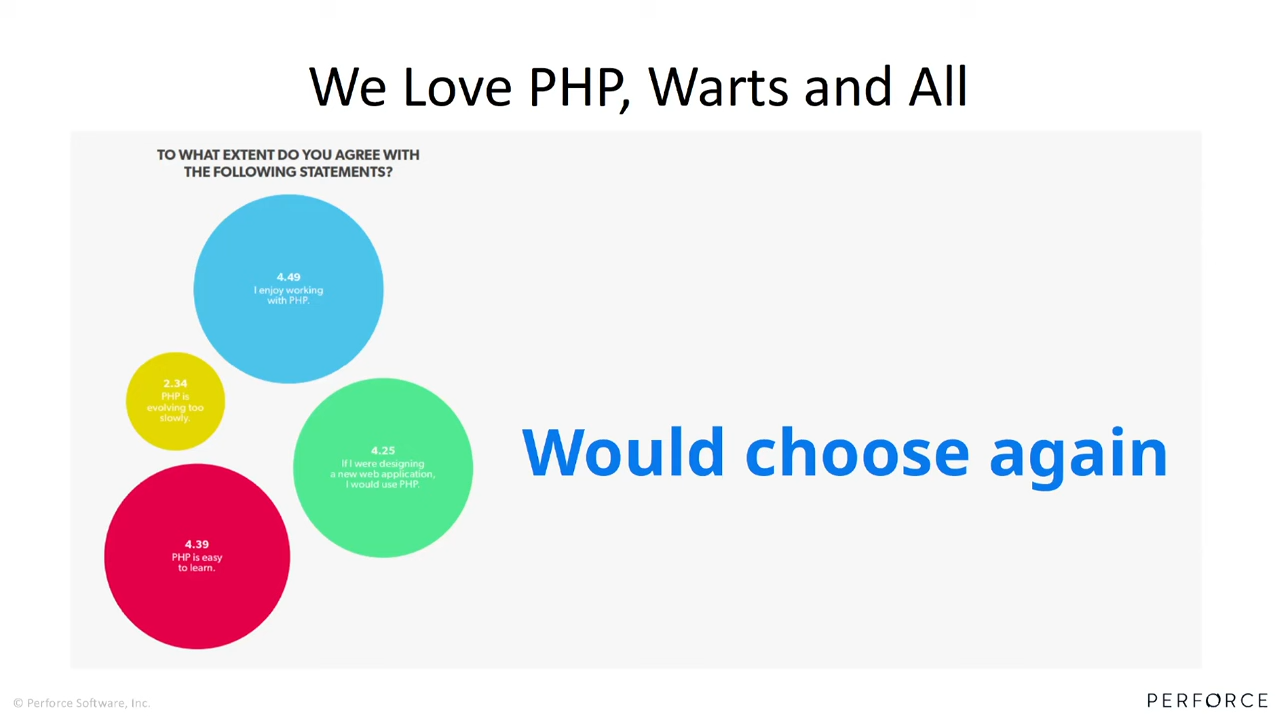 We Love PHP, Warts and All
TO WHAT EXTENT DO YOU AGREE WITH
THE FOLLOWING STATEMENTS?
4.49
I enjoy working
with PHP.
2.34
PHP is
evolving too
slowly.
4.25
If I were designing
a new web application,
I would use PHP.
Would choose again
4.39
PHP is easy
to learn.
© Perforce Software, Inc.
PERFORCE